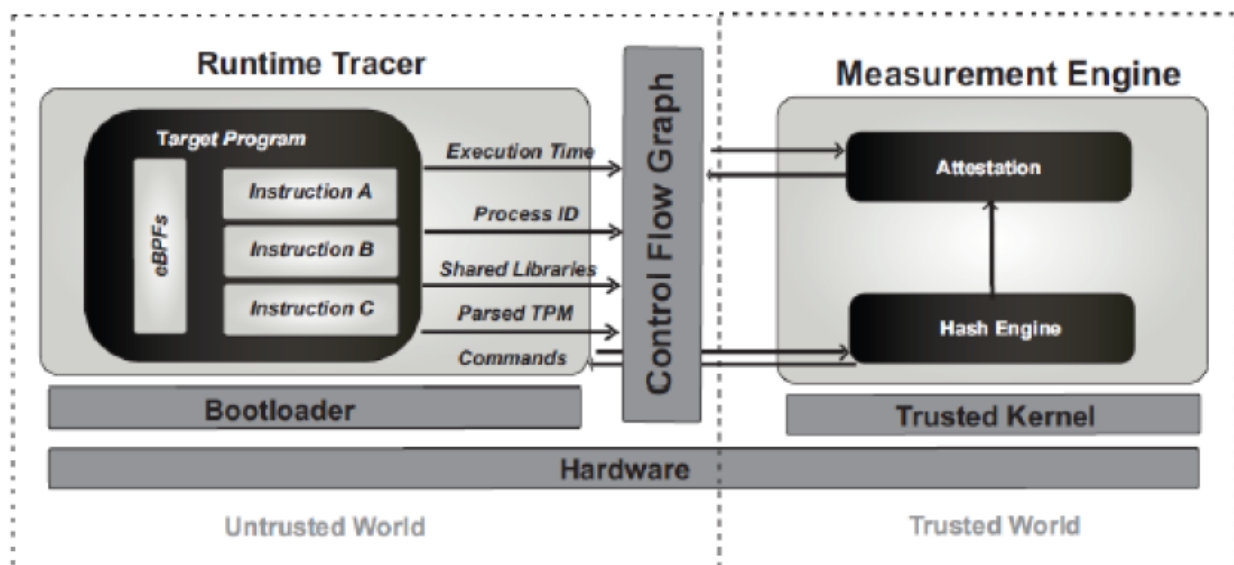 Runtime Tracer
Target Program
eBPFs
Instruction A
Instruction B
Instruction C
Execution Time
Process ID
Shared Libraries
Parsed TPM
Commands
Bootloader
Control Flow Graph
Measurement Engine
Attestation
Hash Engine
Trusted Kernel
Hardware
Untrusted World
Trusted World